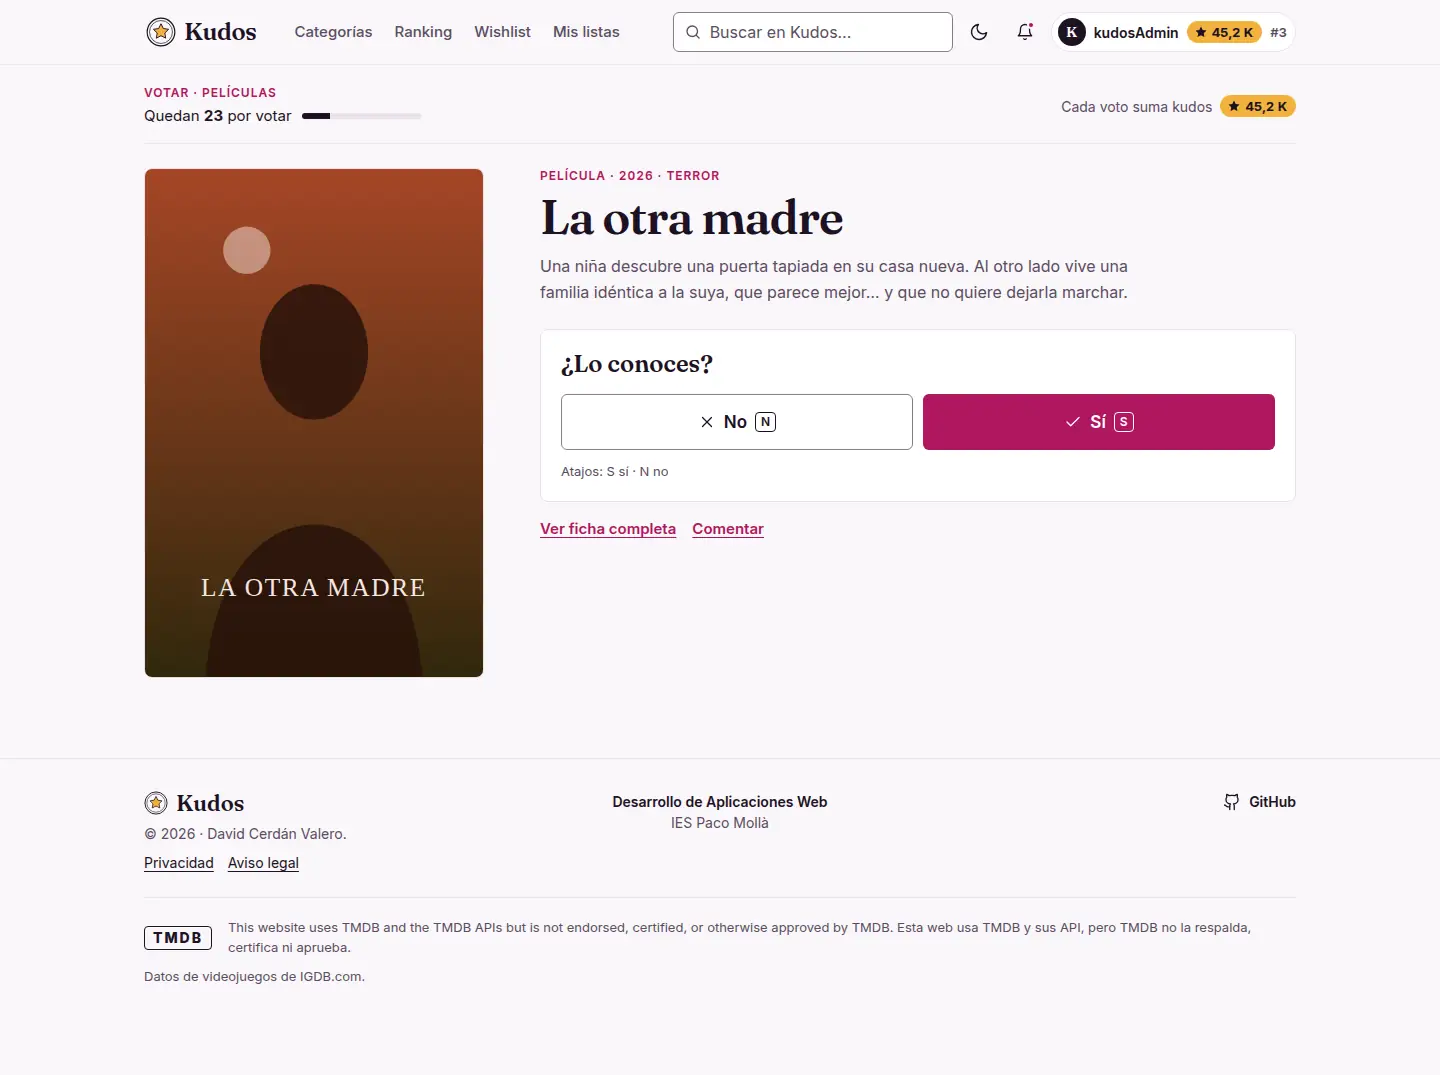 Kudos
Categorías
Ranking
Wishlist
Mis listas
Buscar en Kudos...
K
kudosAdmin
45,2 K
#3
VOTAR · PELÍCULAS
Quedan 23 por votar
Cada voto suma kudos
45,2 K
LA OTRA MADRE
PELÍCULA · 2026 · TERROR
La otra madre
Una niña descubre una puerta tapiada en su casa nueva. Al otro lado vive una
familia idéntica a la suya, que parece mejor... y que no quiere dejarla marchar.
¿Lo conoces?
No N
Sí S
Atajos: S sí · N no
Ver ficha completa
Comentar
Kudos
© 2026 · David Cerdán Valero.
Privacidad
Aviso legal
Desarrollo de Aplicaciones Web
IES Paco Mollà
GitHub
TMDB
This website uses TMDB and the TMDB APIs but is not endorsed, certified, or otherwise approved by TMDB. Esta web usa TMDB y sus API, pero TMDB no la respalda,
certifica ni aprueba.
Datos de videojuegos de IGDB.com.